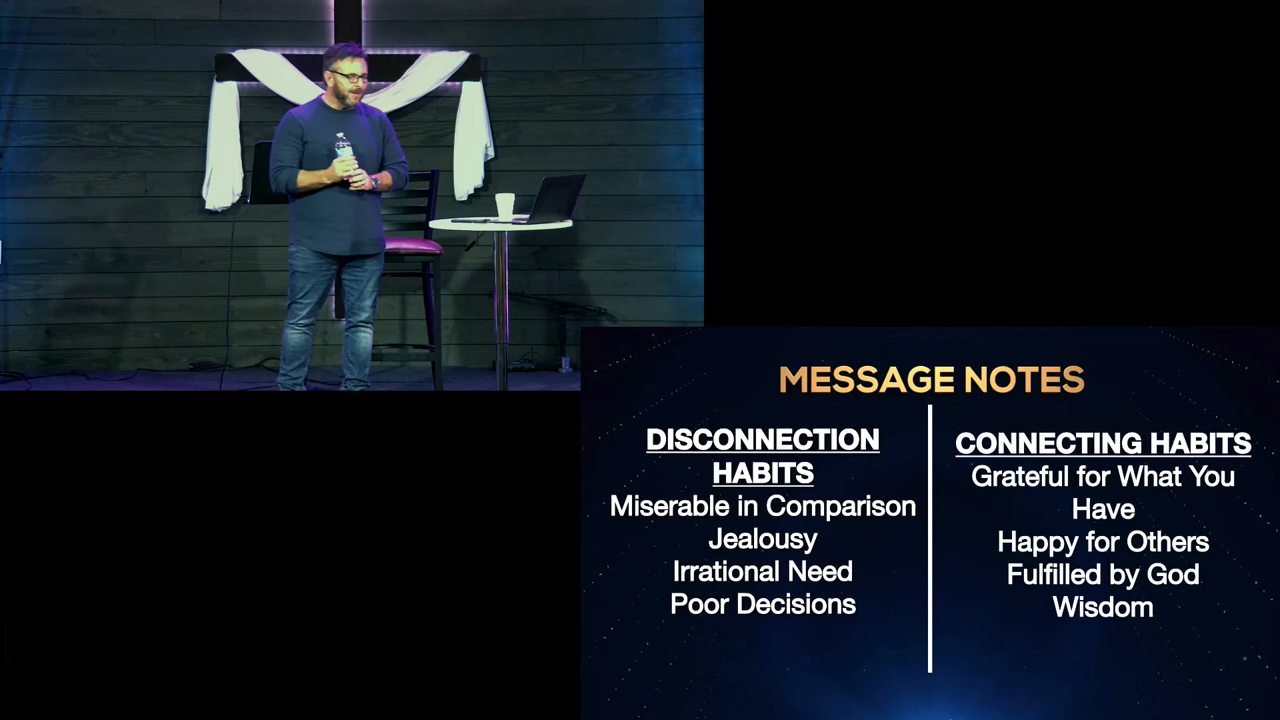 MESSAGE NOTES
DISCONNECTION
HABITS
Miserable in Comparison
Jealousy
Irrational Need
Poor Decisions
CONNECTING HABITS
Grateful for What You
Have
Happy for Others
Fulfilled by God
Wisdom